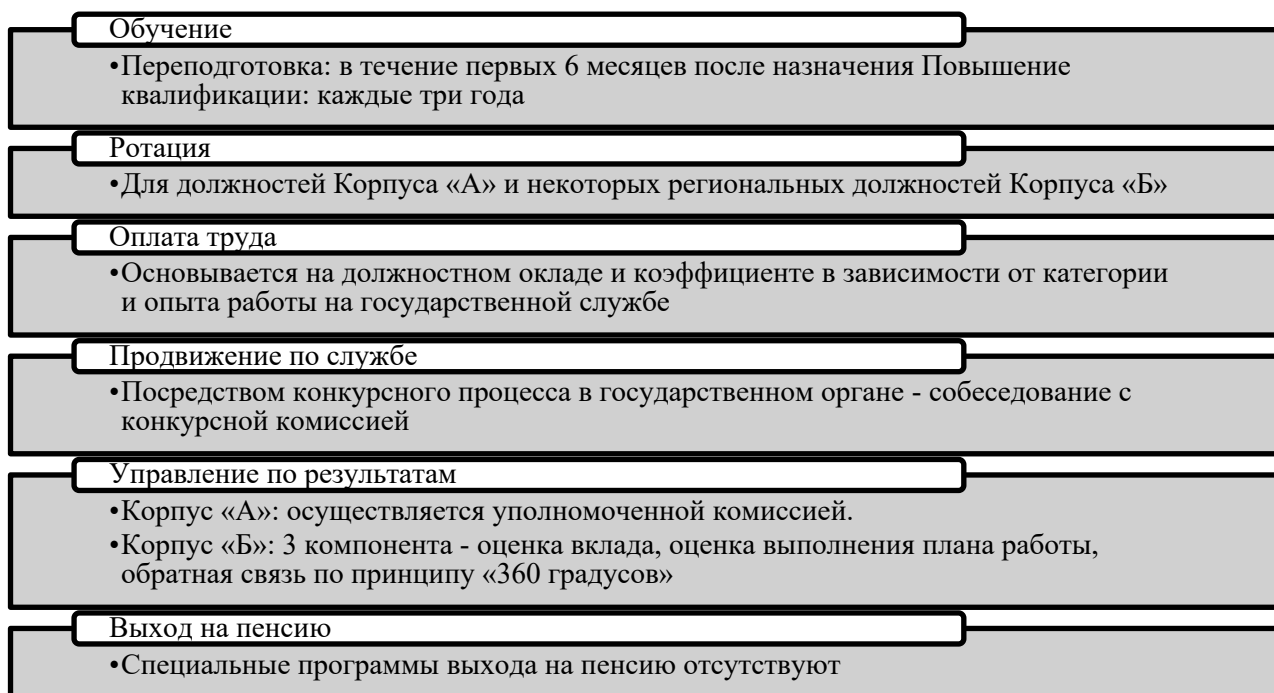 Обучение
•Переподготовка: в течение первых 6 месяцев после назначения Повышение
квалификации: каждые три года
Ротация
•Для должностей Корпуса «А» и некоторых региональных должностей Корпуса «Б»
Оплата труда
•Основывается на должностном окладе и коэффициенте в зависимости от категории
и опыта работы на государственной службе
Продвижение по службе
•Посредством конкурсного процесса в государственном органе - собеседование с
конкурсной комиссией
Управление по результатам
•Корпус «А»: осуществляется уполномоченной комиссией.
•Корпус «Б»: 3 компонента - оценка вклада, оценка выполнения плана работы,
обратная связь по принципу «360 градусов»
Выход на пенсию
•Специальные программы выхода на пенсию отсутствуют